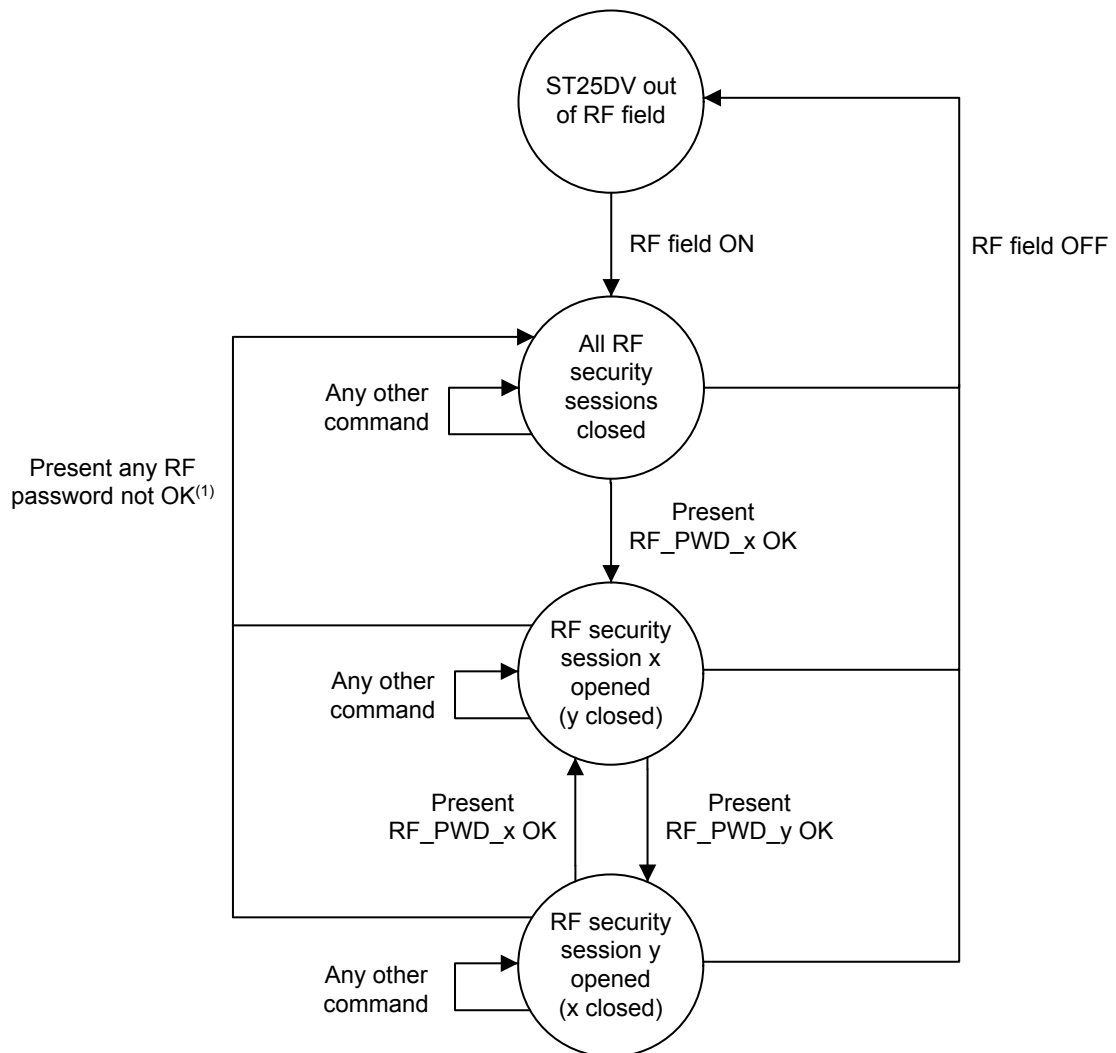 ST25DV out
of RF field
RF field ON
RF field OFF
All RF
security
sessions
closed
Any other
command
Present any RF
password not OK(1)
Present
RF_PWD_x OK
RF security
session x
opened
(y closed)
Any other
command
Present
RF_PWD_x OK
Present
RF_PWD_y OK
RF security
session y
opened
(x closed)
Any other
command